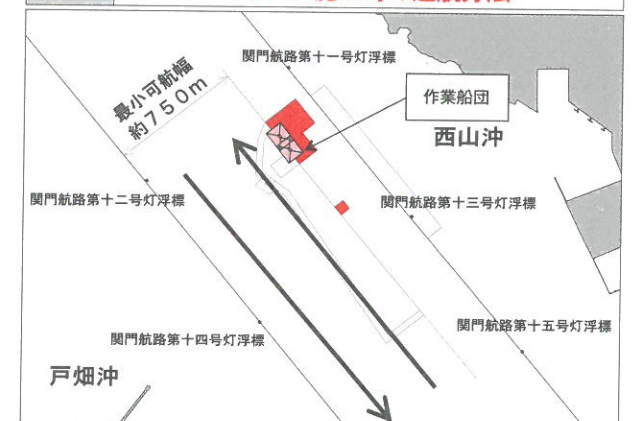 関門航路第十一号灯浮標
最小可航幅
約７５０ｍ
作業船団
西山沖
関門航路第十二号灯浮標
関門航路第十三号灯浮標
関門航路第十四号灯浮標
関門航路第十五号灯浮標
戸畑沖